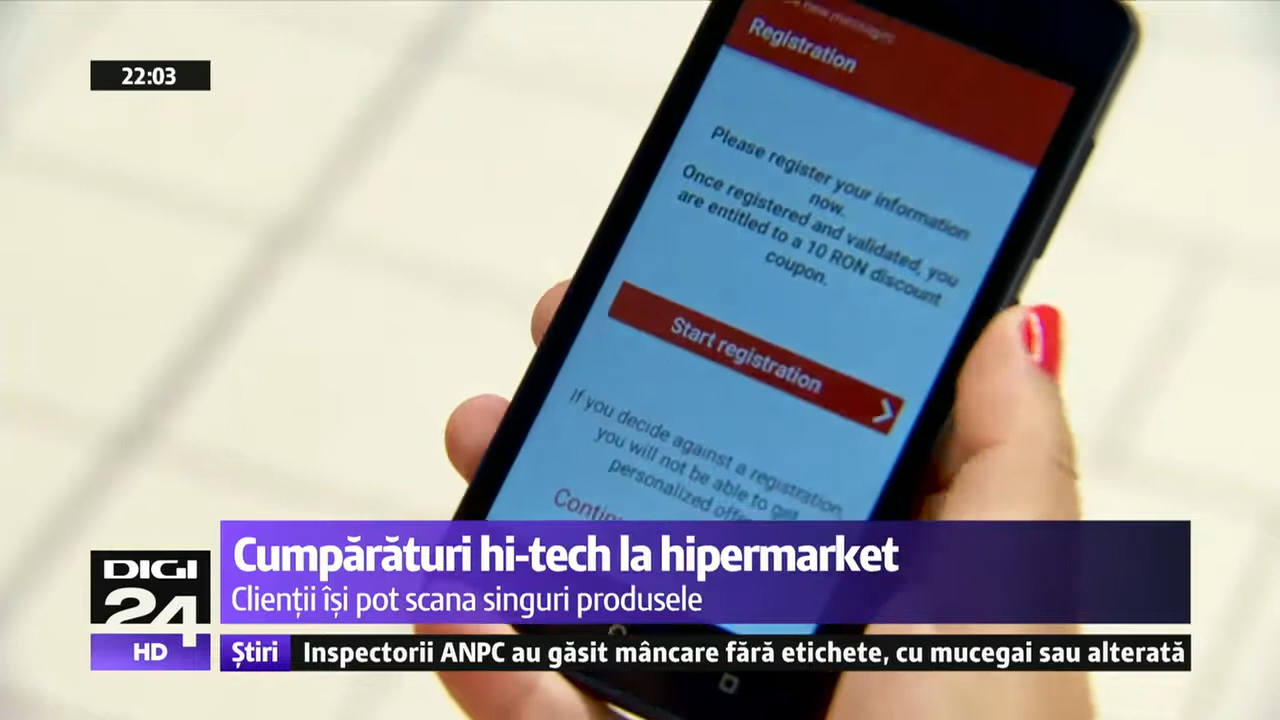 22:03
Registration
Please register your information
now.
Once registered and validated, you
are entitled to a 10 RON discount
coupon.
Start registration
If you decide against a registration
you will not be able to get
personalized
Cumpărături hi-tech la hipermarket
Clienții își pot scana singuri produsele
DIGI
24
HD
Știri
Inspectorii ANPC au găsit mâncare fără etichete, cu mucegai sau alterată